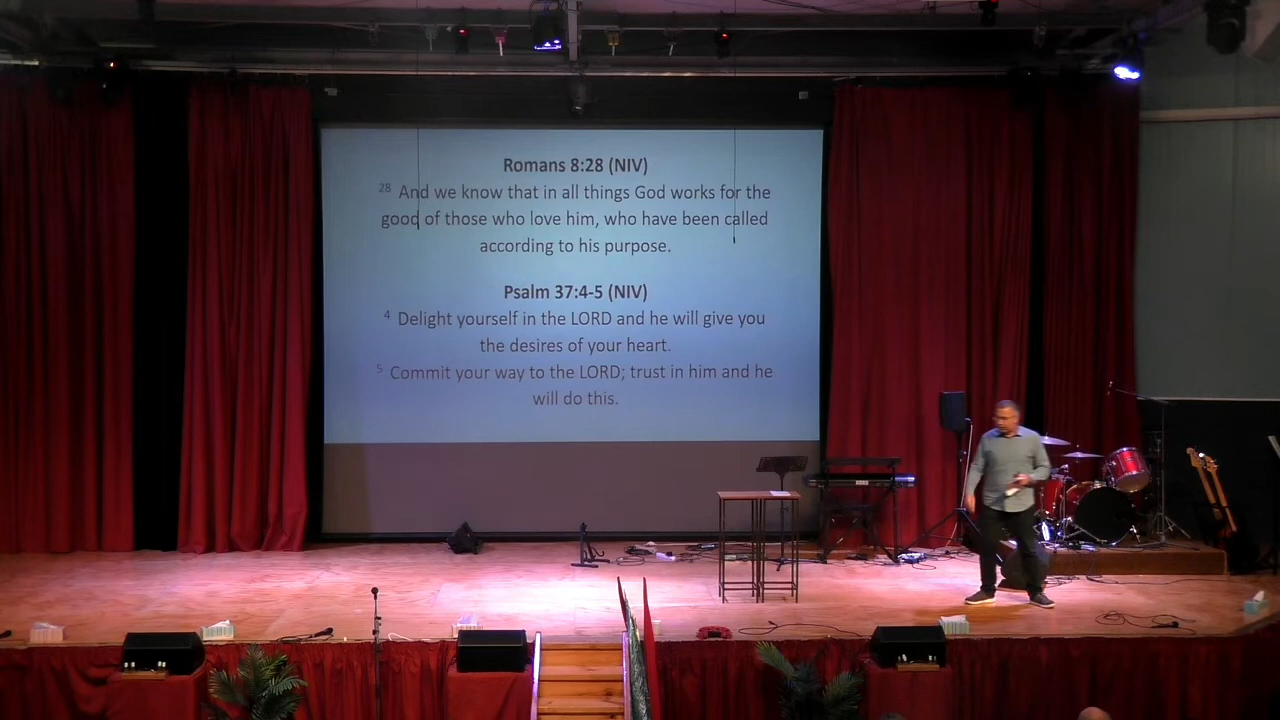 Romans 8:28 (NIV)
28 And we know that in all things God works for the
good of those who love him, who have been called
according to his purpose.
Psalm 37:4-5 (NIV)
4 Delight yourself in the LORD and he will give you
the desires of your heart.
5 Commit your way to the LORD; trust in him and he
will do this.
KORG